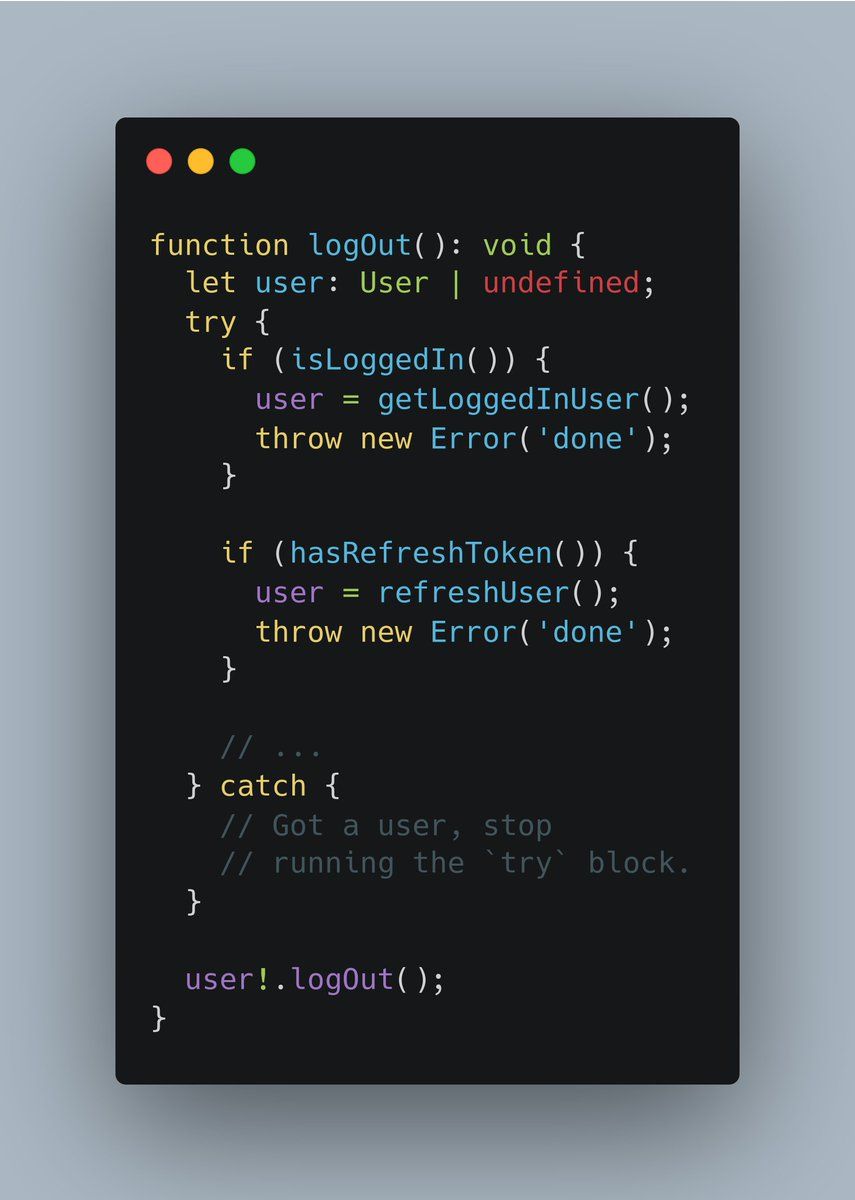 function logOut(): void {
  let user: User | undefined;
  try {
    if (isLoggedIn()) {
      user = getLoggedInUser();
      throw new Error('done');
    }

    if (hasRefreshToken()) {
      user = refreshUser();
      throw new Error('done');
    }

    // ...
  } catch {
    // Got a user, stop
    // running the `try` block.
  }

  user!.logOut();
}